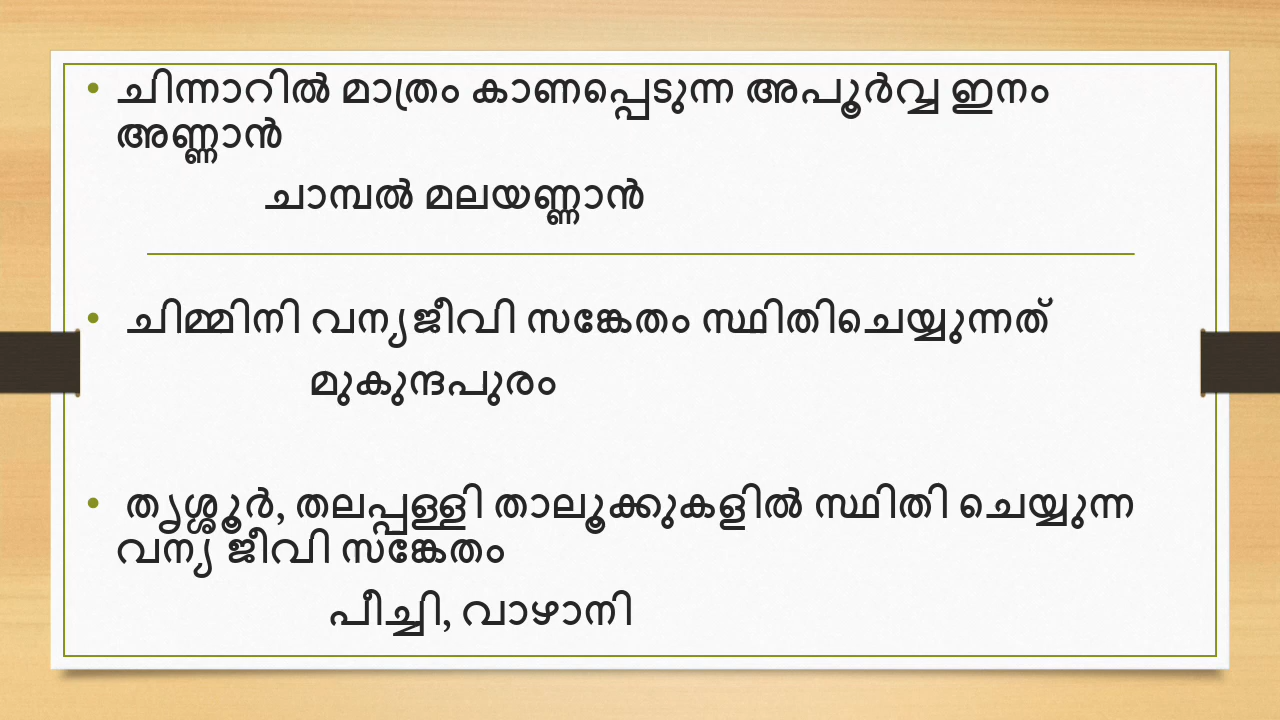 • ചിന്നാറിൽ മാത്രം കാണപ്പെടുന്ന അപൂർവ്വ ഇനം
അണ്ണാൻ
ചാമ്പൽ മലയണ്ണാൻ
• ചിമ്മിനി വന്യജീവി സങ്കേതം സ്ഥിതിചെയ്യുന്നത്
മുകുന്ദപുരം
• തൃശ്ശൂർ, തലപ്പള്ളി താലൂക്കുകളിൽ സ്ഥിതി ചെയ്യുന്ന
വന്യ ജീവി സങ്കേതം
പീച്ചി, വാഴാനി